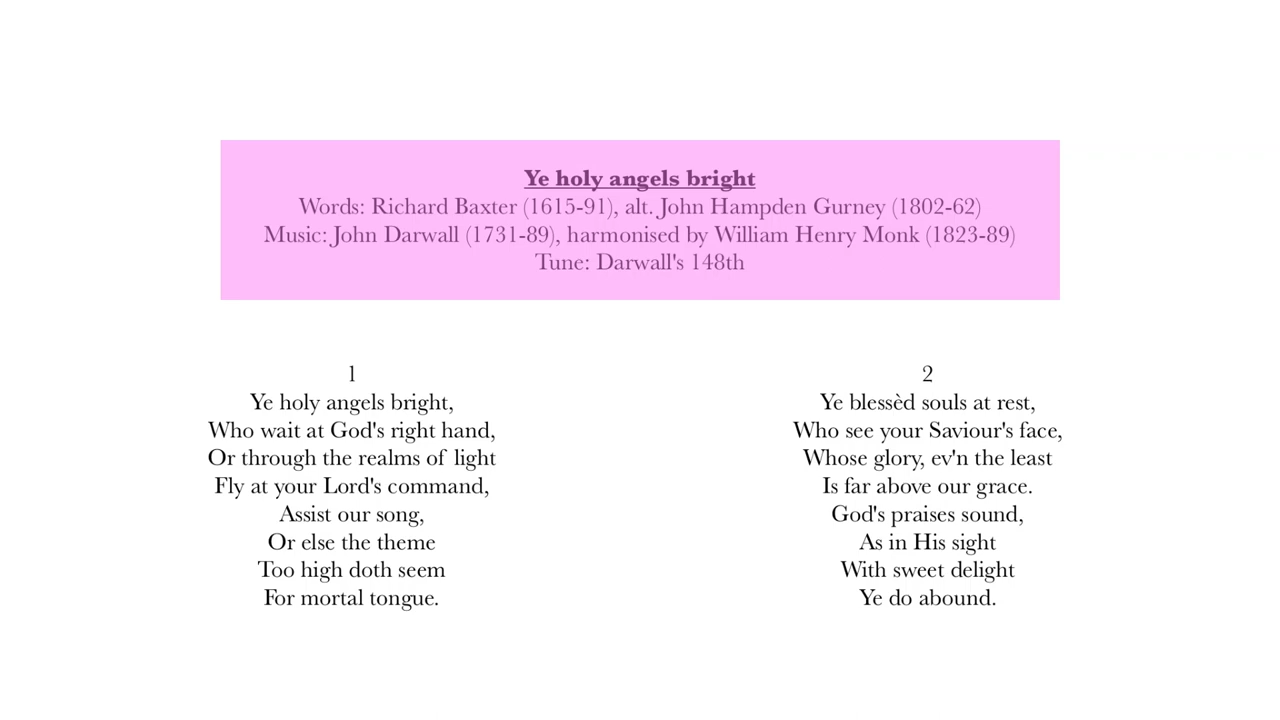 Ye holy angels bright
Words: Richard Baxter (1615-91), alt. John Hampden Gurney (1802-62)
Music: John Darwall (1731-89), harmonised by William Henry Monk (1823-89)
Tune: Darwall's 148th
1
Ye holy angels bright,
Who wait at God's right hand,
Or through the realms of light
Fly at your Lord's command,
Assist our song,
Or else the theme
Too high doth seem
For mortal tongue.
2
Ye blessèd souls at rest,
Who see your Saviour's face,
Whose glory, ev'n the least
Is far above our grace.
God's praises sound,
As in His sight
With sweet delight
Ye do abound.